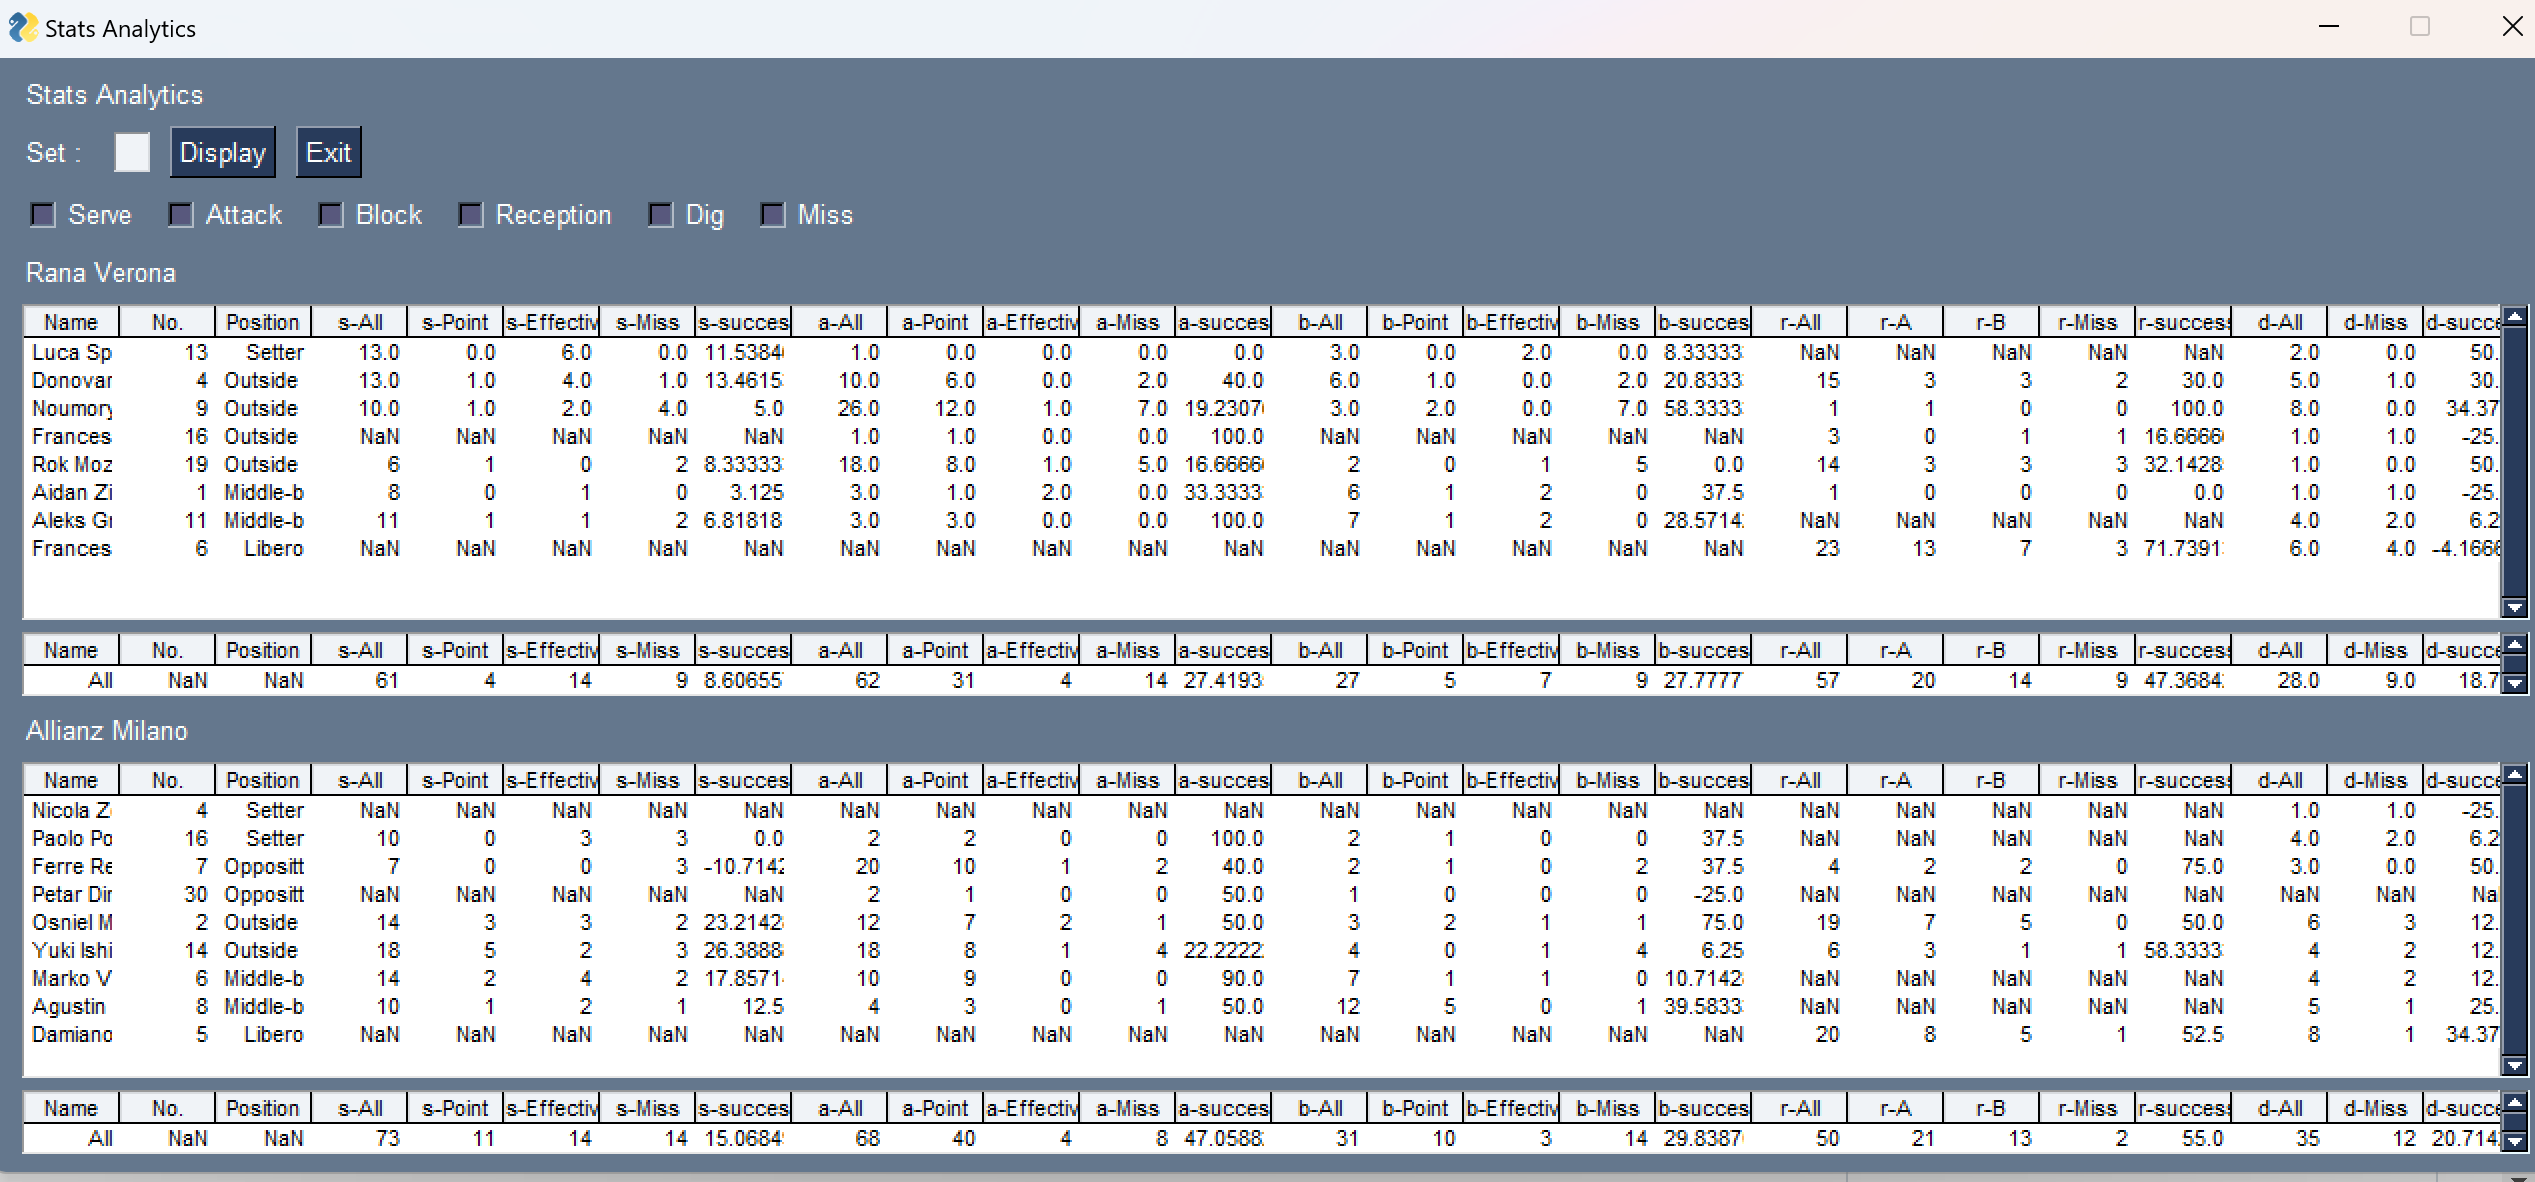 Stats Analytics
Stats Analytics
Set : Display Exit
Serve Attack Block Reception Dig Miss
Rana Verona
Name No. Position s-All s-Point s-Effectiv s-Miss s-succes a-All a-Point a-Effectiv a-Miss a-succes b-All b-Point b-Effectiv b-Miss b-succes r-All r-A r-B r-Miss r-success d-All d-Miss d-succe
Luca Sp 13 Setter 13.0 0.0 6.0 0.0 11.5384 1.0 0.0 0.0 0.0 0.0 3.0 0.0 2.0 0.0 8.33333 NaN NaN NaN NaN NaN 2.0 0.0 50.
Donovan 4 Outside 13.0 1.0 4.0 1.0 13.4615 10.0 6.0 0.0 2.0 40.0 6.0 1.0 0.0 2.0 20.8333 15 3 3 2 30.0 5.0 1.0 30.
Noumory 9 Outside 10.0 1.0 2.0 4.0 5.0 26.0 12.0 1.0 7.0 19.2307 3.0 2.0 0.0 7.0 58.3333 1 1 0 0 100.0 8.0 0.0 34.37
Frances 16 Outside NaN NaN NaN NaN NaN 1.0 1.0 0.0 0.0 100.0 NaN NaN NaN NaN NaN 3 0 1 1 16.6666 1.0 1.0 -25.
Rok Moz 19 Outside 6 1 0 2 8.33333 18.0 8.0 1.0 5.0 16.6666 2 0 1 5 0.0 14 3 3 3 32.1428 1.0 0.0 50.
Aidan Zi 1 Middle-b 8 0 1 0 3.125 3.0 1.0 2.0 0.0 33.3333 6 1 2 0 37.5 1 0 0 0 0.0 1.0 1.0 -25.
Aleks Gr 11 Middle-b 11 1 1 2 6.81818 3.0 3.0 0.0 0.0 100.0 7 1 2 0 28.5714 NaN NaN NaN NaN NaN 4.0 2.0 6.2
Frances 6 Libero NaN NaN NaN NaN NaN NaN NaN NaN NaN NaN NaN NaN NaN NaN NaN 23 13 7 3 71.7391 6.0 4.0 -4.1666
Name No. Position s-All s-Point s-Effectiv s-Miss s-succes a-All a-Point a-Effectiv a-Miss a-succes b-All b-Point b-Effectiv b-Miss b-succes r-All r-A r-B r-Miss r-success d-All d-Miss d-succe
All NaN NaN 61 4 14 9 8.60655 62 31 4 14 27.4193 27 5 7 9 27.7777 57 20 14 9 47.3684 28.0 9.0 18.7
Allianz Milano
Name No. Position s-All s-Point s-Effectiv s-Miss s-succes a-All a-Point a-Effectiv a-Miss a-succes b-All b-Point b-Effectiv b-Miss b-succes r-All r-A r-B r-Miss r-success d-All d-Miss d-succe
Nicola Z 4 Setter NaN NaN NaN NaN NaN NaN NaN NaN NaN NaN NaN NaN NaN NaN NaN NaN NaN NaN NaN NaN 1.0 1.0 -25.
Paolo Po 16 Setter 10 0 3 3 0.0 2 2 0 0 100.0 2 1 0 0 37.5 NaN NaN NaN NaN NaN 4.0 2.0 6.2
Ferre Re 7 Oppositt 7 0 0 3 -10.7142 20 10 1 2 40.0 2 1 0 2 37.5 4 2 2 0 75.0 3.0 0.0 50.
Petar Dir 30 Oppositt NaN NaN NaN NaN NaN 2 1 0 0 50.0 1 0 0 0 -25.0 NaN NaN NaN NaN NaN NaN NaN Na
Osniel M 2 Outside 14 3 3 2 23.2142 12 7 2 1 50.0 3 2 1 1 75.0 19 7 5 0 50.0 6 3 12.
Yuki Ishi 14 Outside 18 5 2 3 26.3888 18 8 1 4 22.2222 4 0 1 4 6.25 6 3 1 1 58.3333 4 2 12.
Marko V 6 Middle-b 14 2 4 2 17.8571 10 9 0 0 90.0 7 1 1 0 10.7142 NaN NaN NaN NaN NaN 4 2 12.
Agustin 8 Middle-b 10 1 2 1 12.5 4 3 0 1 50.0 12 5 0 1 39.5833 NaN NaN NaN NaN NaN 5 1 25.
Damiano 5 Libero NaN NaN NaN NaN NaN NaN NaN NaN NaN NaN NaN NaN NaN NaN NaN 20 8 5 1 52.5 8 1 34.37
Name No. Position s-All s-Point s-Effectiv s-Miss s-succes a-All a-Point a-Effectiv a-Miss a-succes b-All b-Point b-Effectiv b-Miss b-succes r-All r-A r-B r-Miss r-success d-All d-Miss d-succe
All NaN NaN 73 11 14 14 15.0684 68 40 4 8 47.0588 31 10 3 14 29.8387 50 21 13 2 55.0 35 12 20.714